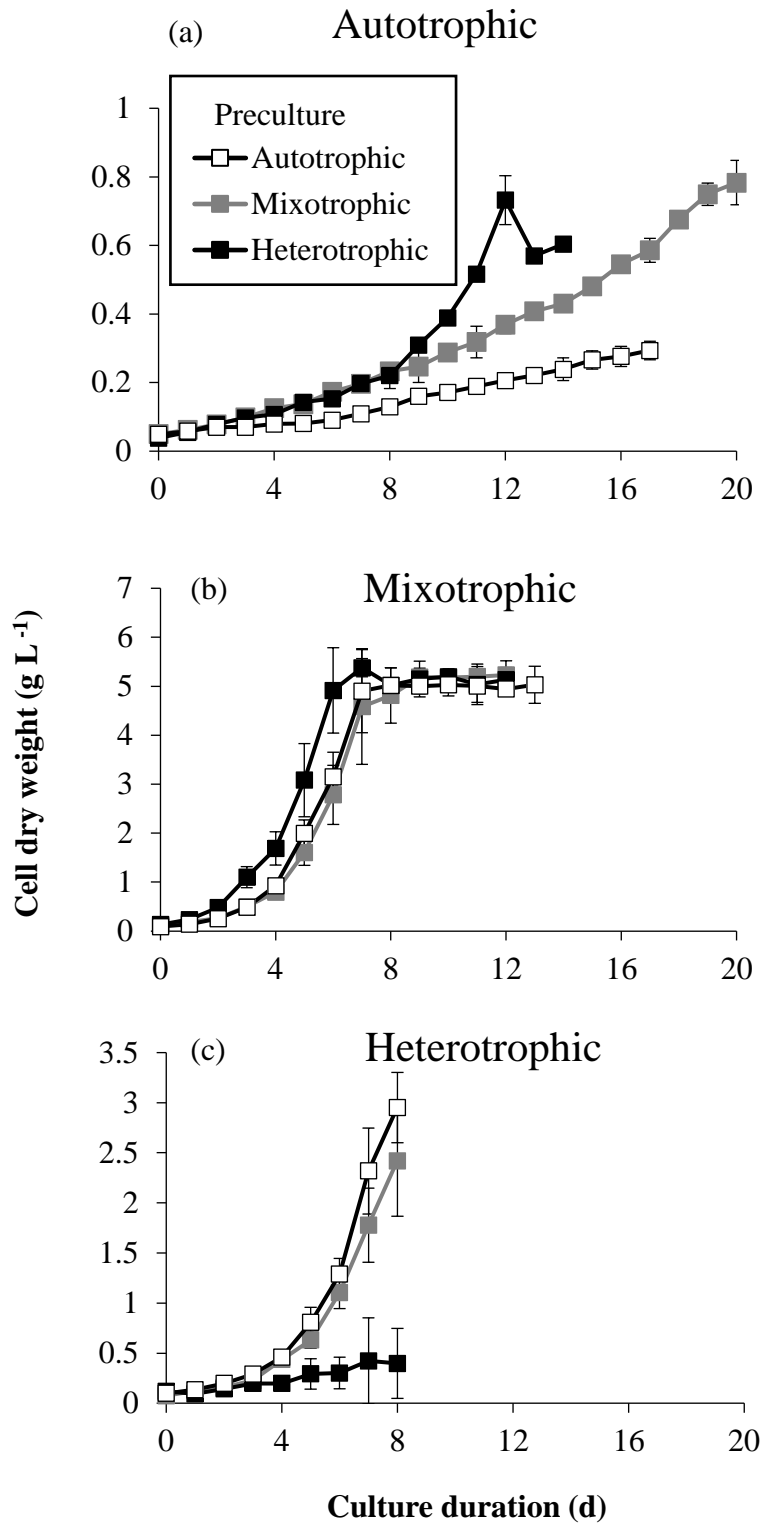 (a) Autotrophic
1
0.8
0.6
0.4
0.2
0
Preculture
Autotrophic
Mixotrophic
Heterotrophic
0 4 8 12 16 20
(b) Mixotrophic
7
6
5
4
3
2
1
0
0 4 8 12 16 20
Cell dry weight (g L -1)
(c) Heterotrophic
3.5
3
2.5
2
1.5
1
0.5
0
0 4 8 12 16 20
Culture duration (d)